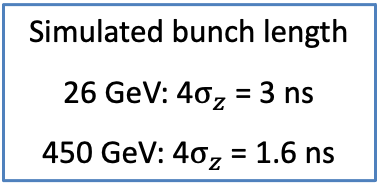 Simulated bunch length
26 GeV: 4σz = 3 ns
450 GeV: 4σz = 1.6 ns